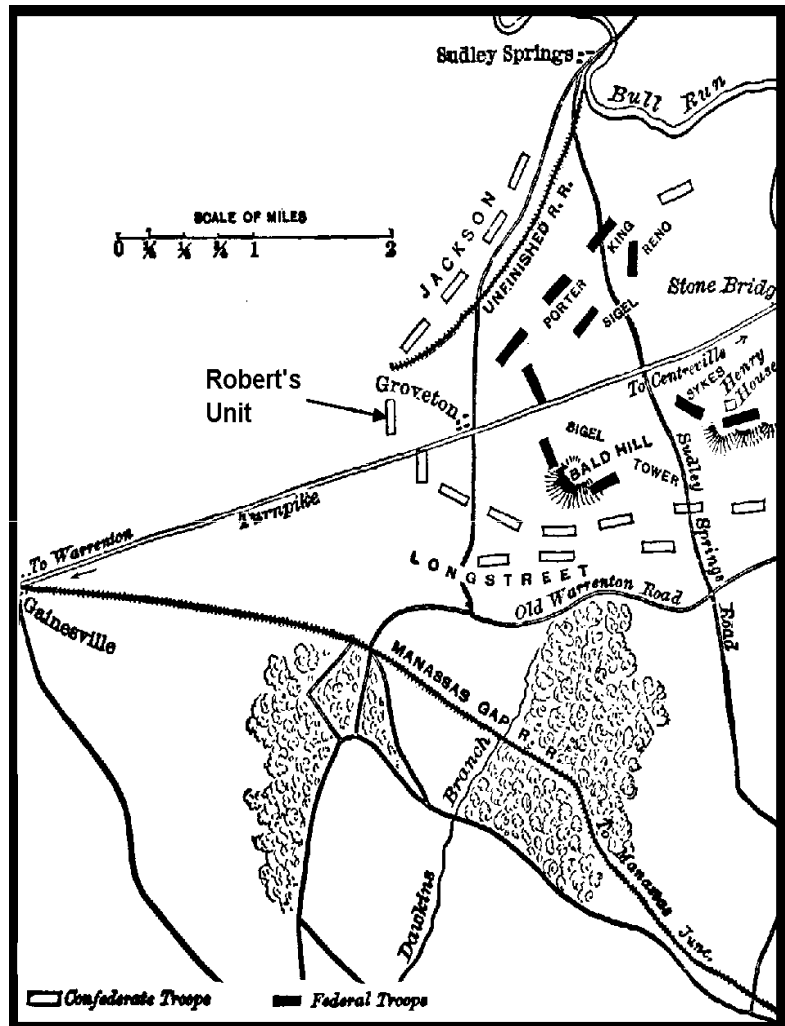 Sudley Springs
Bull Run
SCALE OF MILES
0 ¼ ½ ¾ 1 2
JACKSON
UNFINISHED R.R.
KING
RENO
PORTER
SIGEL
Stone Bridg
Robert's
Unit
Groveton
To Centreville
SYKES
Henry
House
SIGEL
BALD HILL
TOWER
Sudley Springs Road
Turnpike
To Warrenton
LONGSTREET
Old Warrenton Road
Gainesville
MANASSAS GAP R.R.
To Manassas Junc.
Dawkins Branch
Confederate Troops
Federal Troops